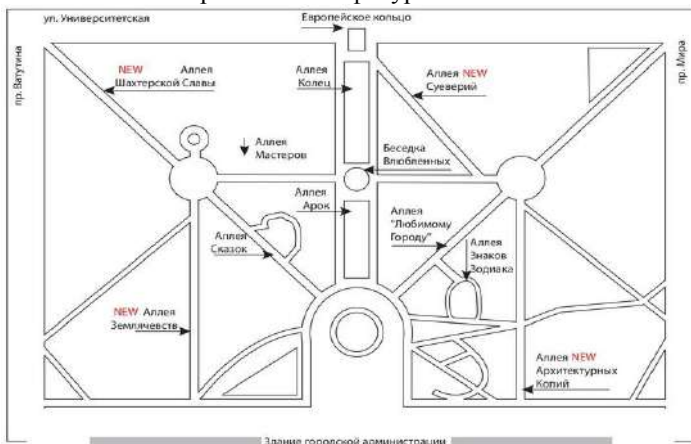 ул. Университетская
Европейское кольцо
пр. Ватутина
пр. Мира
NEW Аллея
Шахтерской Славы
Аллея
Колец
Аллея NEW
Суеверий
Аллея
Мастеров
Беседка
Влюбленных
Аллея
Арок
Аллея
"Любимому
Городу"
Аллея
Сказок
Аллея
Знаков
Зодиака
NEW Аллея
Землячеств
Аллея NEW
Архитектурных
Копий
Здание городской администрации